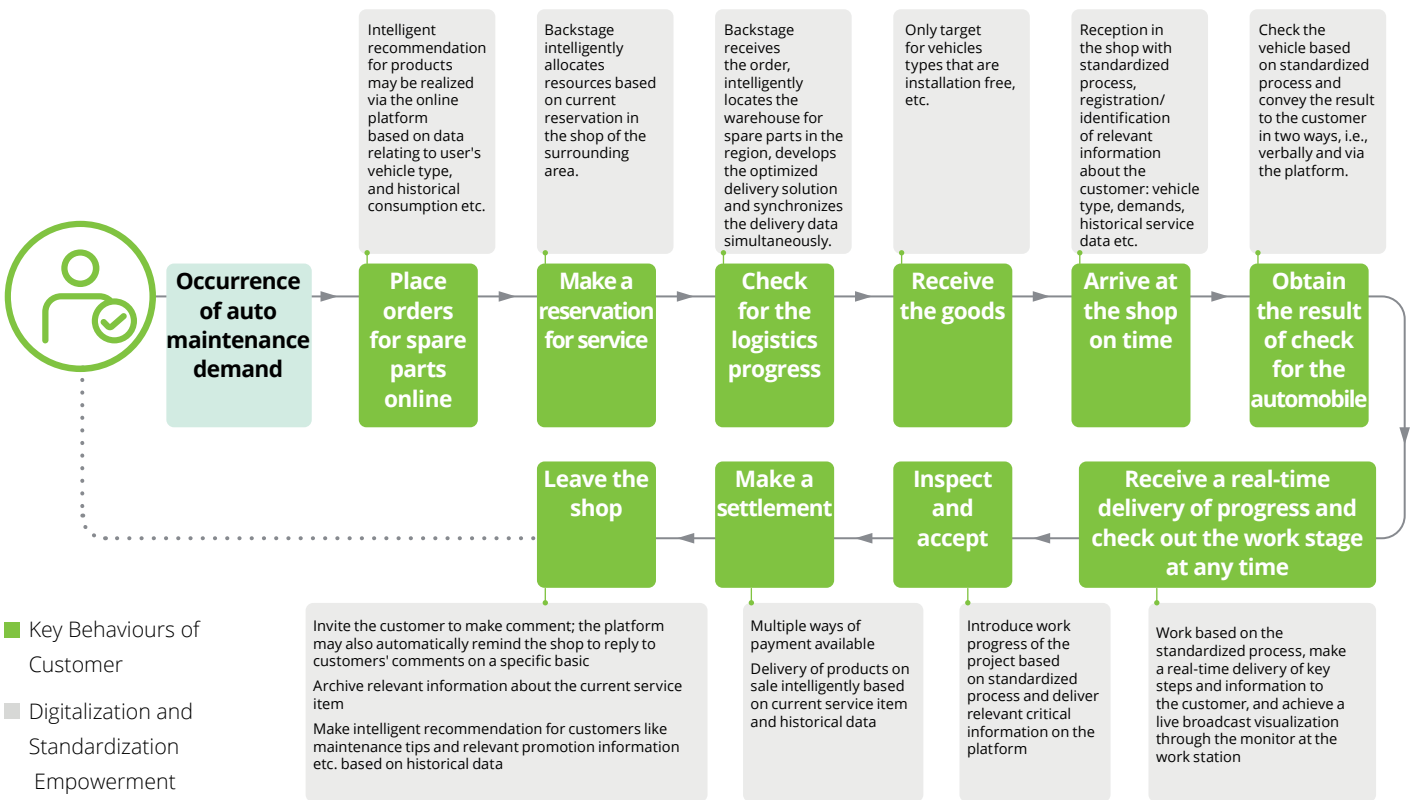 Intelligent
recommendation
for products
may be realized
via the online
platform
based on data
relating to user's
vehicle type,
and historical
consumption etc.
Backstage
intelligently
allocates
resources based
on current
reservation in
the shop of the
surrounding
area.
Backstage
receives
the order,
intelligently
locates the
warehouse for
spare parts in the
region, develops
the optimized
delivery solution
and synchronizes
the delivery data
simultaneously.
Only target
for vehicles
types that are
installation free,
etc.
Reception in
the shop with
standardized
process,
registration/
identification
of relevant
information
about the
customer: vehicle
type, demands,
historical service
data etc.
Check the
vehicle based
on standardized
process and
convey the result
to the customer
in two ways, i.e.,
verbally and via
the platform.
Occurrence
of auto
maintenance
demand
Place
orders
for spare
parts
online
Make a
reservation
for service
Check
for the
logistics
progress
Receive
the goods
Arrive at
the shop
on time
Obtain
the result
of check
for the
automobile
Receive a real-time
delivery of progress and
check out the work stage
at any time
Inspect
and
accept
Make a
settlement
Leave the
shop
Invite the customer to make comment; the platform
may also automatically remind the shop to reply to
customers' comments on a specific basic
Archive relevant information about the current service
item
Make intelligent recommendation for customers like
maintenance tips and relevant promotion information
etc. based on historical data
Multiple ways of
payment available
Delivery of products on
sale intelligently based
on current service item
and historical data
Introduce work
progress of the
project based
on standardized
process and deliver
relevant critical
information on the
platform
Work based on the
standardized process, make
a real-time delivery of key
steps and information to
the customer, and achieve a
live broadcast visualization
through the monitor at the
work station
Key Behaviours of
Customer
Digitalization and
Standardization
Empowerment